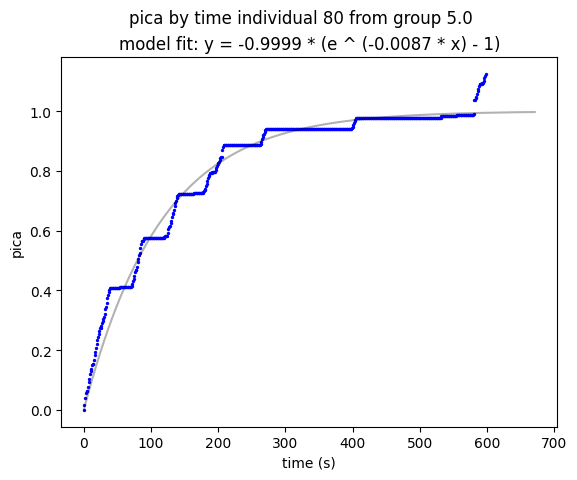 pica by time individual 80 from group 5.0
model fit: y = -0.9999 * (e ^ (-0.0087 * x) - 1)
pica
1.0
0.8
0.6
0.4
0.2
0.0
0 100 200 300 400 500 600 700
time (s)